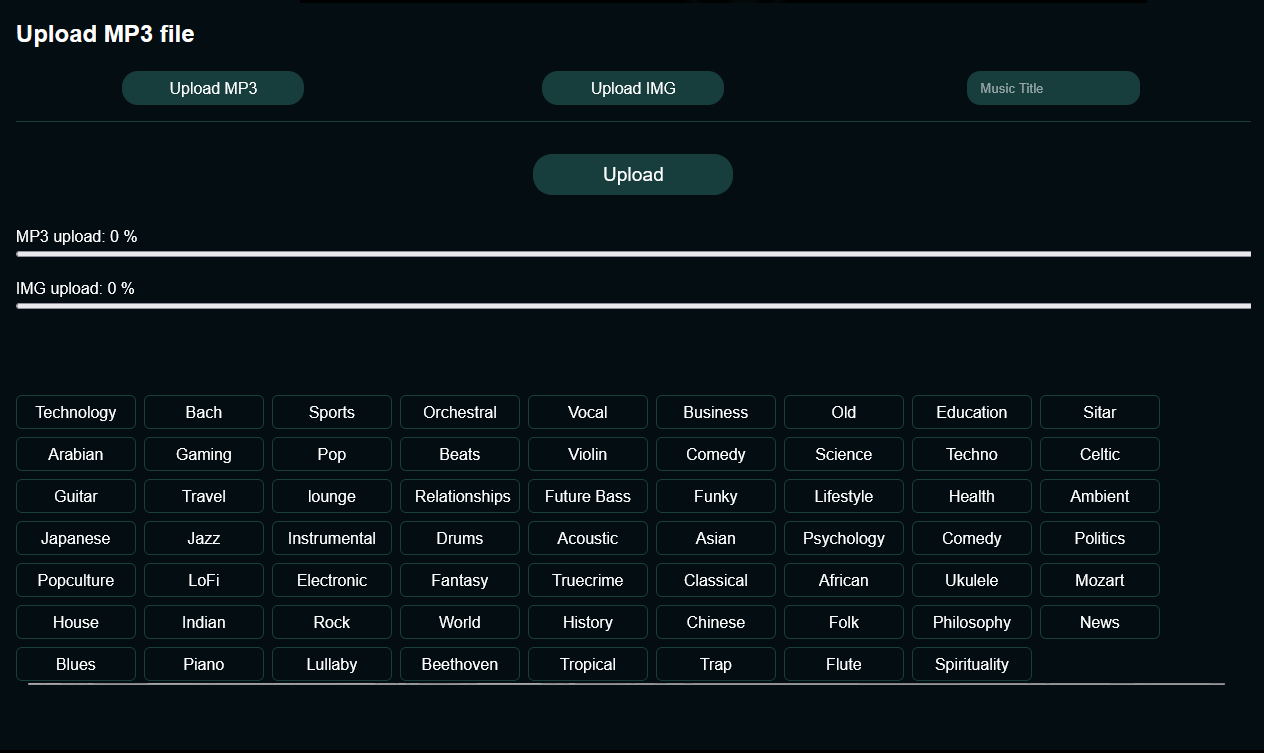 Upload MP3 file
Upload MP3 Upload IMG Music Title
Upload
MP3 upload: 0 %
IMG upload: 0 %
Technology Bach Sports Orchestral Vocal Business Old Education Sitar
Arabian Gaming Pop Beats Violin Comedy Science Techno Celtic
Guitar Travel lounge Relationships Future Bass Funky Lifestyle Health Ambient
Japanese Jazz Instrumental Drums Acoustic Asian Psychology Comedy Politics
Popculture LoFi Electronic Fantasy Truecrime Classical African Ukulele Mozart
House Indian Rock World History Chinese Folk Philosophy News
Blues Piano Lullaby Beethoven Tropical Trap Flute Spirituality